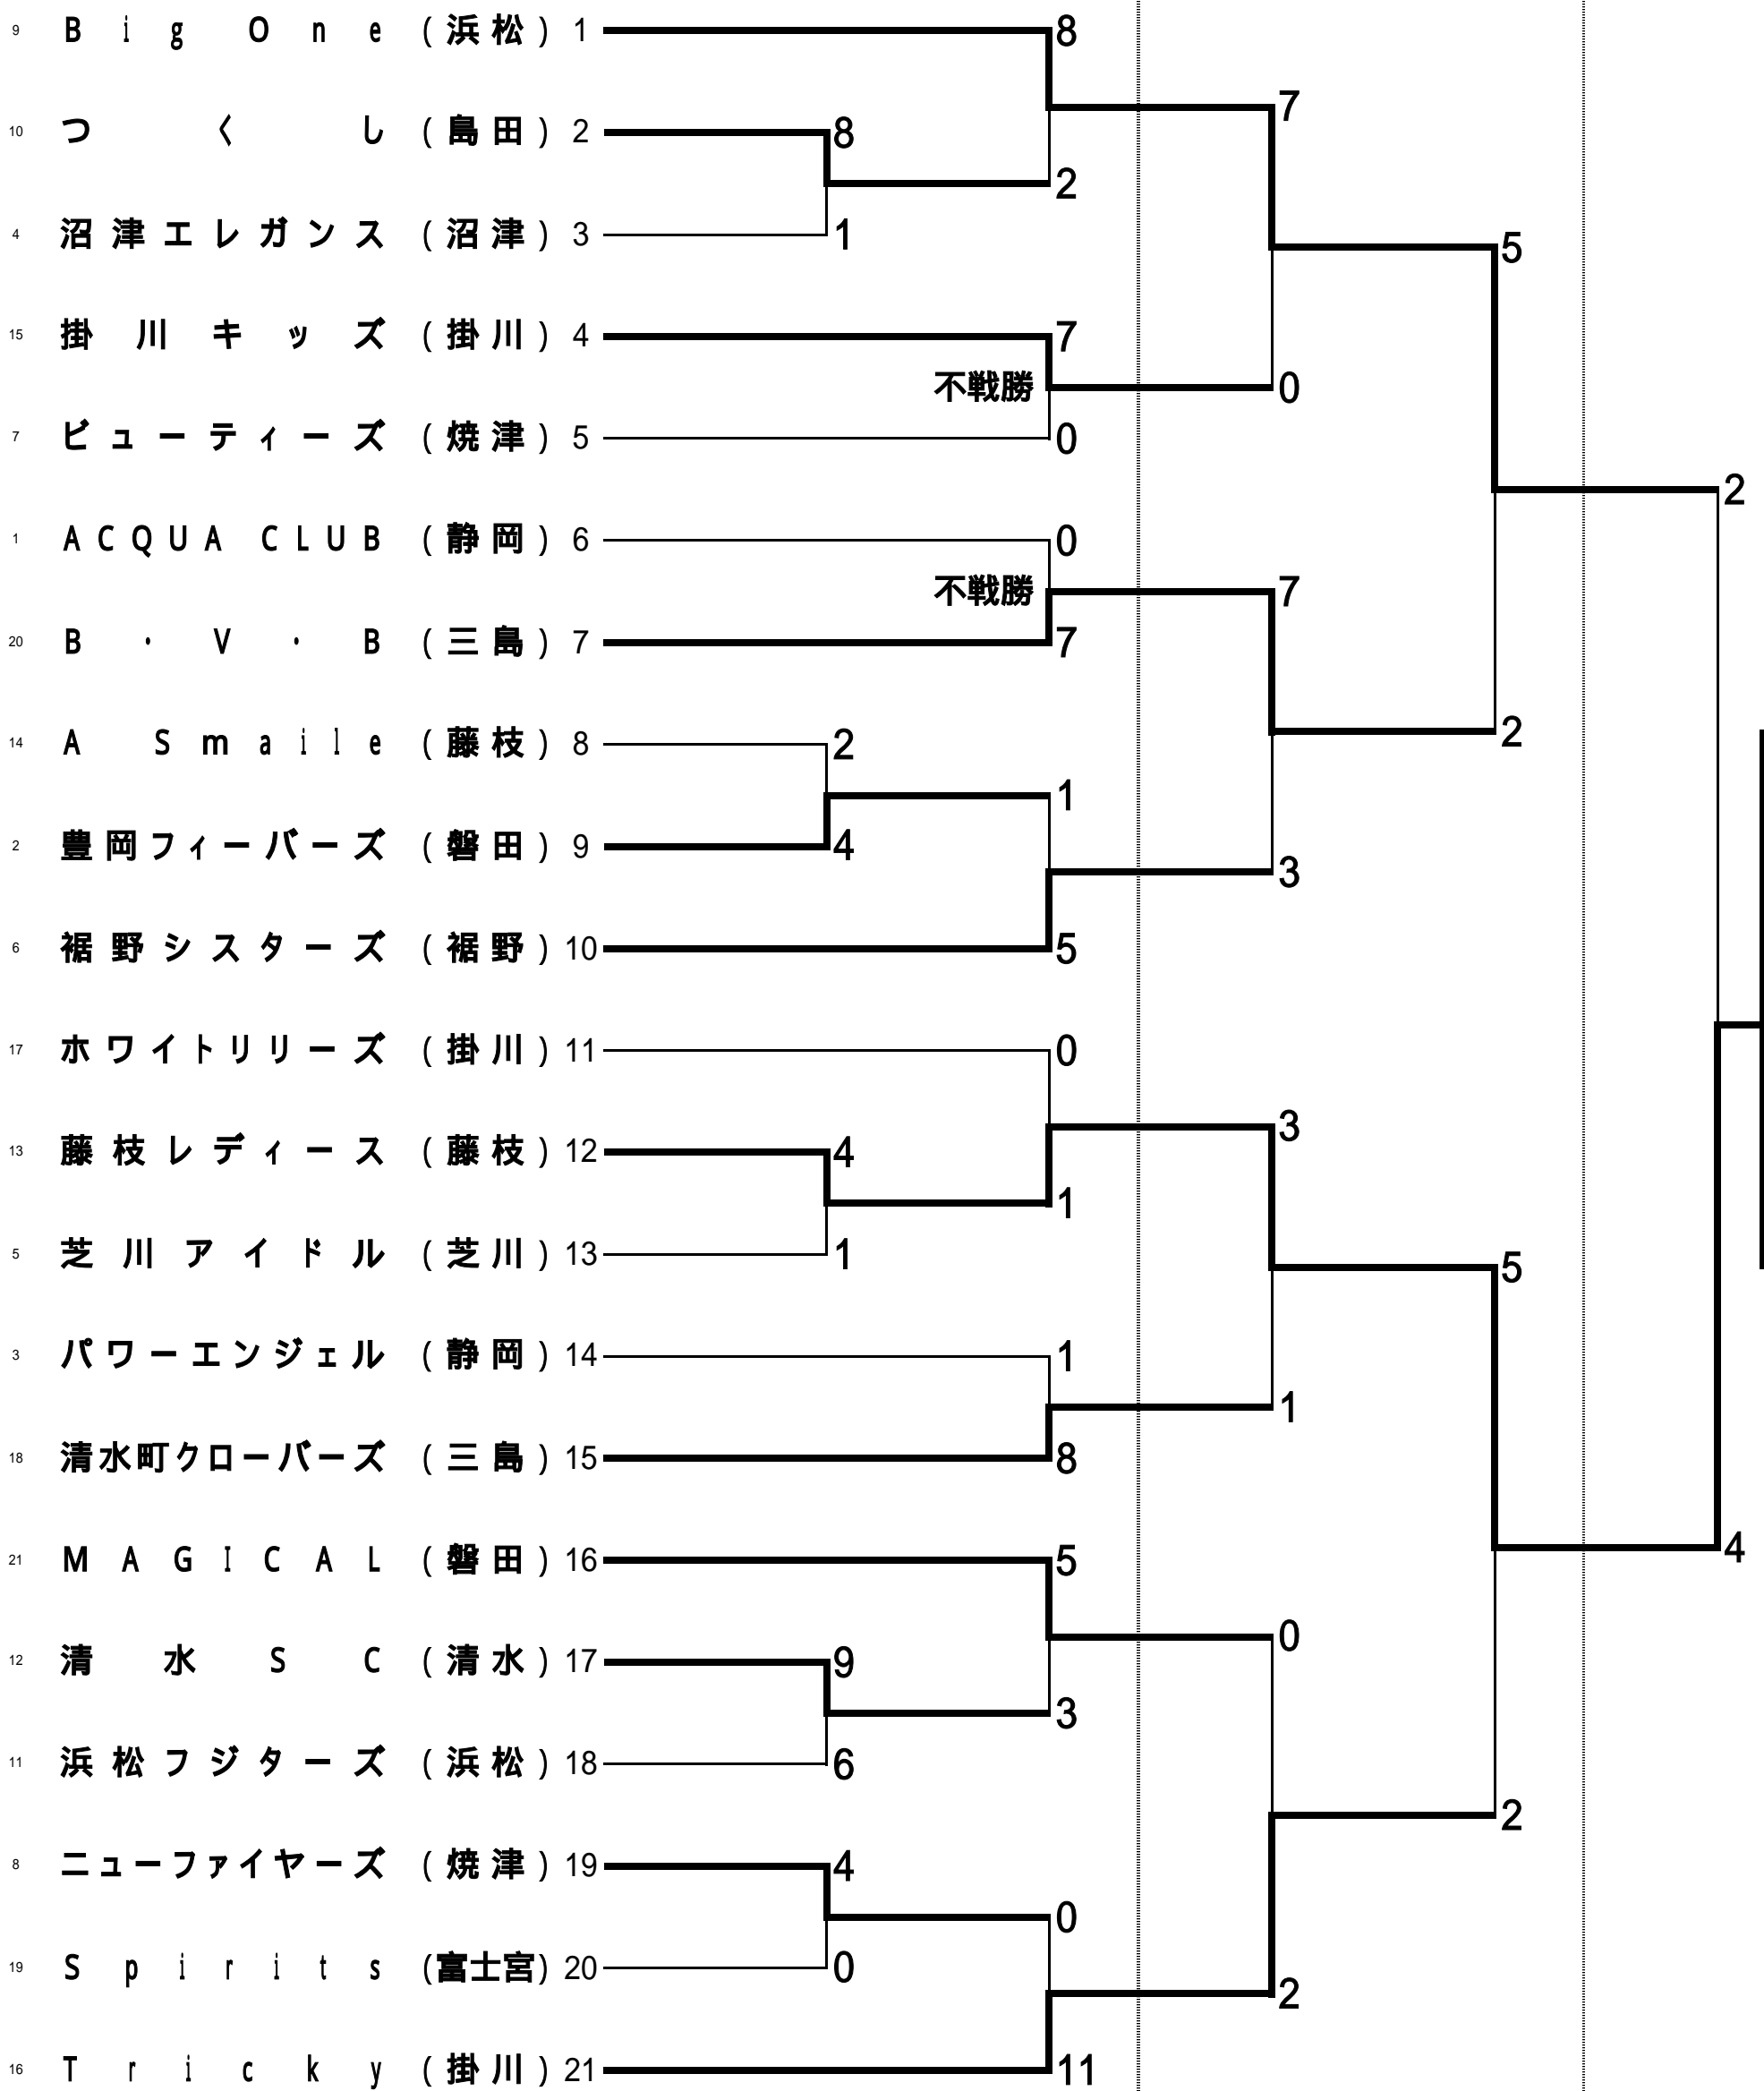 9 Big One (浜松) 1 8
7
10 つくし (島田) 2 8
2
4 沼津エレガンス (沼津) 3 1
5
15 掛川キッズ (掛川) 4 7
不戦勝 0
7 ビューティーズ (焼津) 5 0
2
1 ACQUA CLUB (静岡) 6 0
不戦勝 7
20 B・V・B (三島) 7 7
2
14 A Smaile (藤枝) 8 2
1
2 豊岡フィーバーズ (磐田) 9 4
3
6 裾野シスターズ (裾野) 10 5
17 ホワイトリリーズ (掛川) 11 0
3
13 藤枝レディース (藤枝) 12 4
1
5 芝川アイドル (芝川) 13 1
5
3 パワーエンジェル (静岡) 14 1
1
18 清水町クローバーズ (三島) 15 8
4
21 MAGICAL (磐田) 16 5
0
12 清水SC (清水) 17 9
3
11 浜松フジターズ (浜松) 18 6
2
8 ニューファイヤーズ (焼津) 19 4
0
19 Spirits (富士宮) 20 0
2
16 Tricky (掛川) 21 11